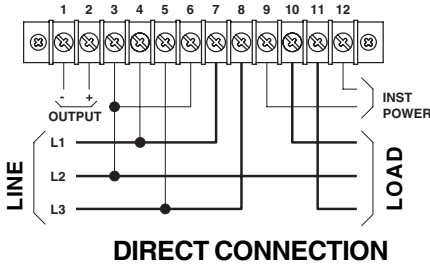 1 2 3 4 5 6 7 8 9 10 11 12
- +
OUTPUT
INST
POWER
L1
L2
L3
LINE
LOAD
DIRECT CONNECTION